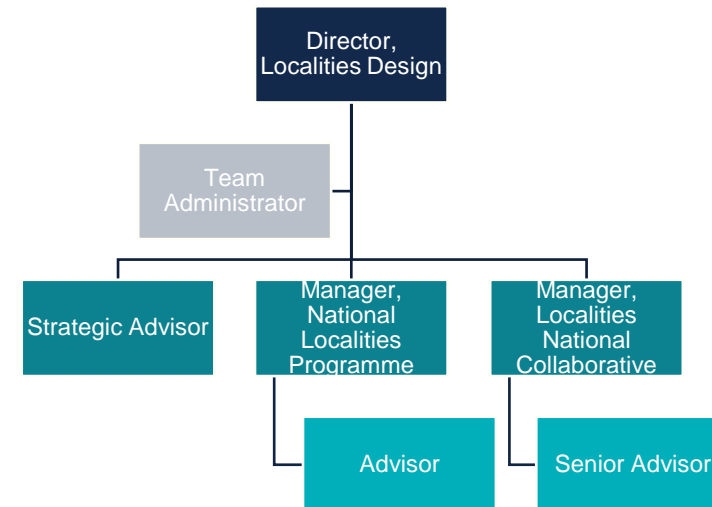 Director,
Localities Design
Team
Administrator
Strategic Advisor
Manager,
National
Localities
Programme
Manager,
Localities
National
Collaborative
Advisor
Senior Advisor